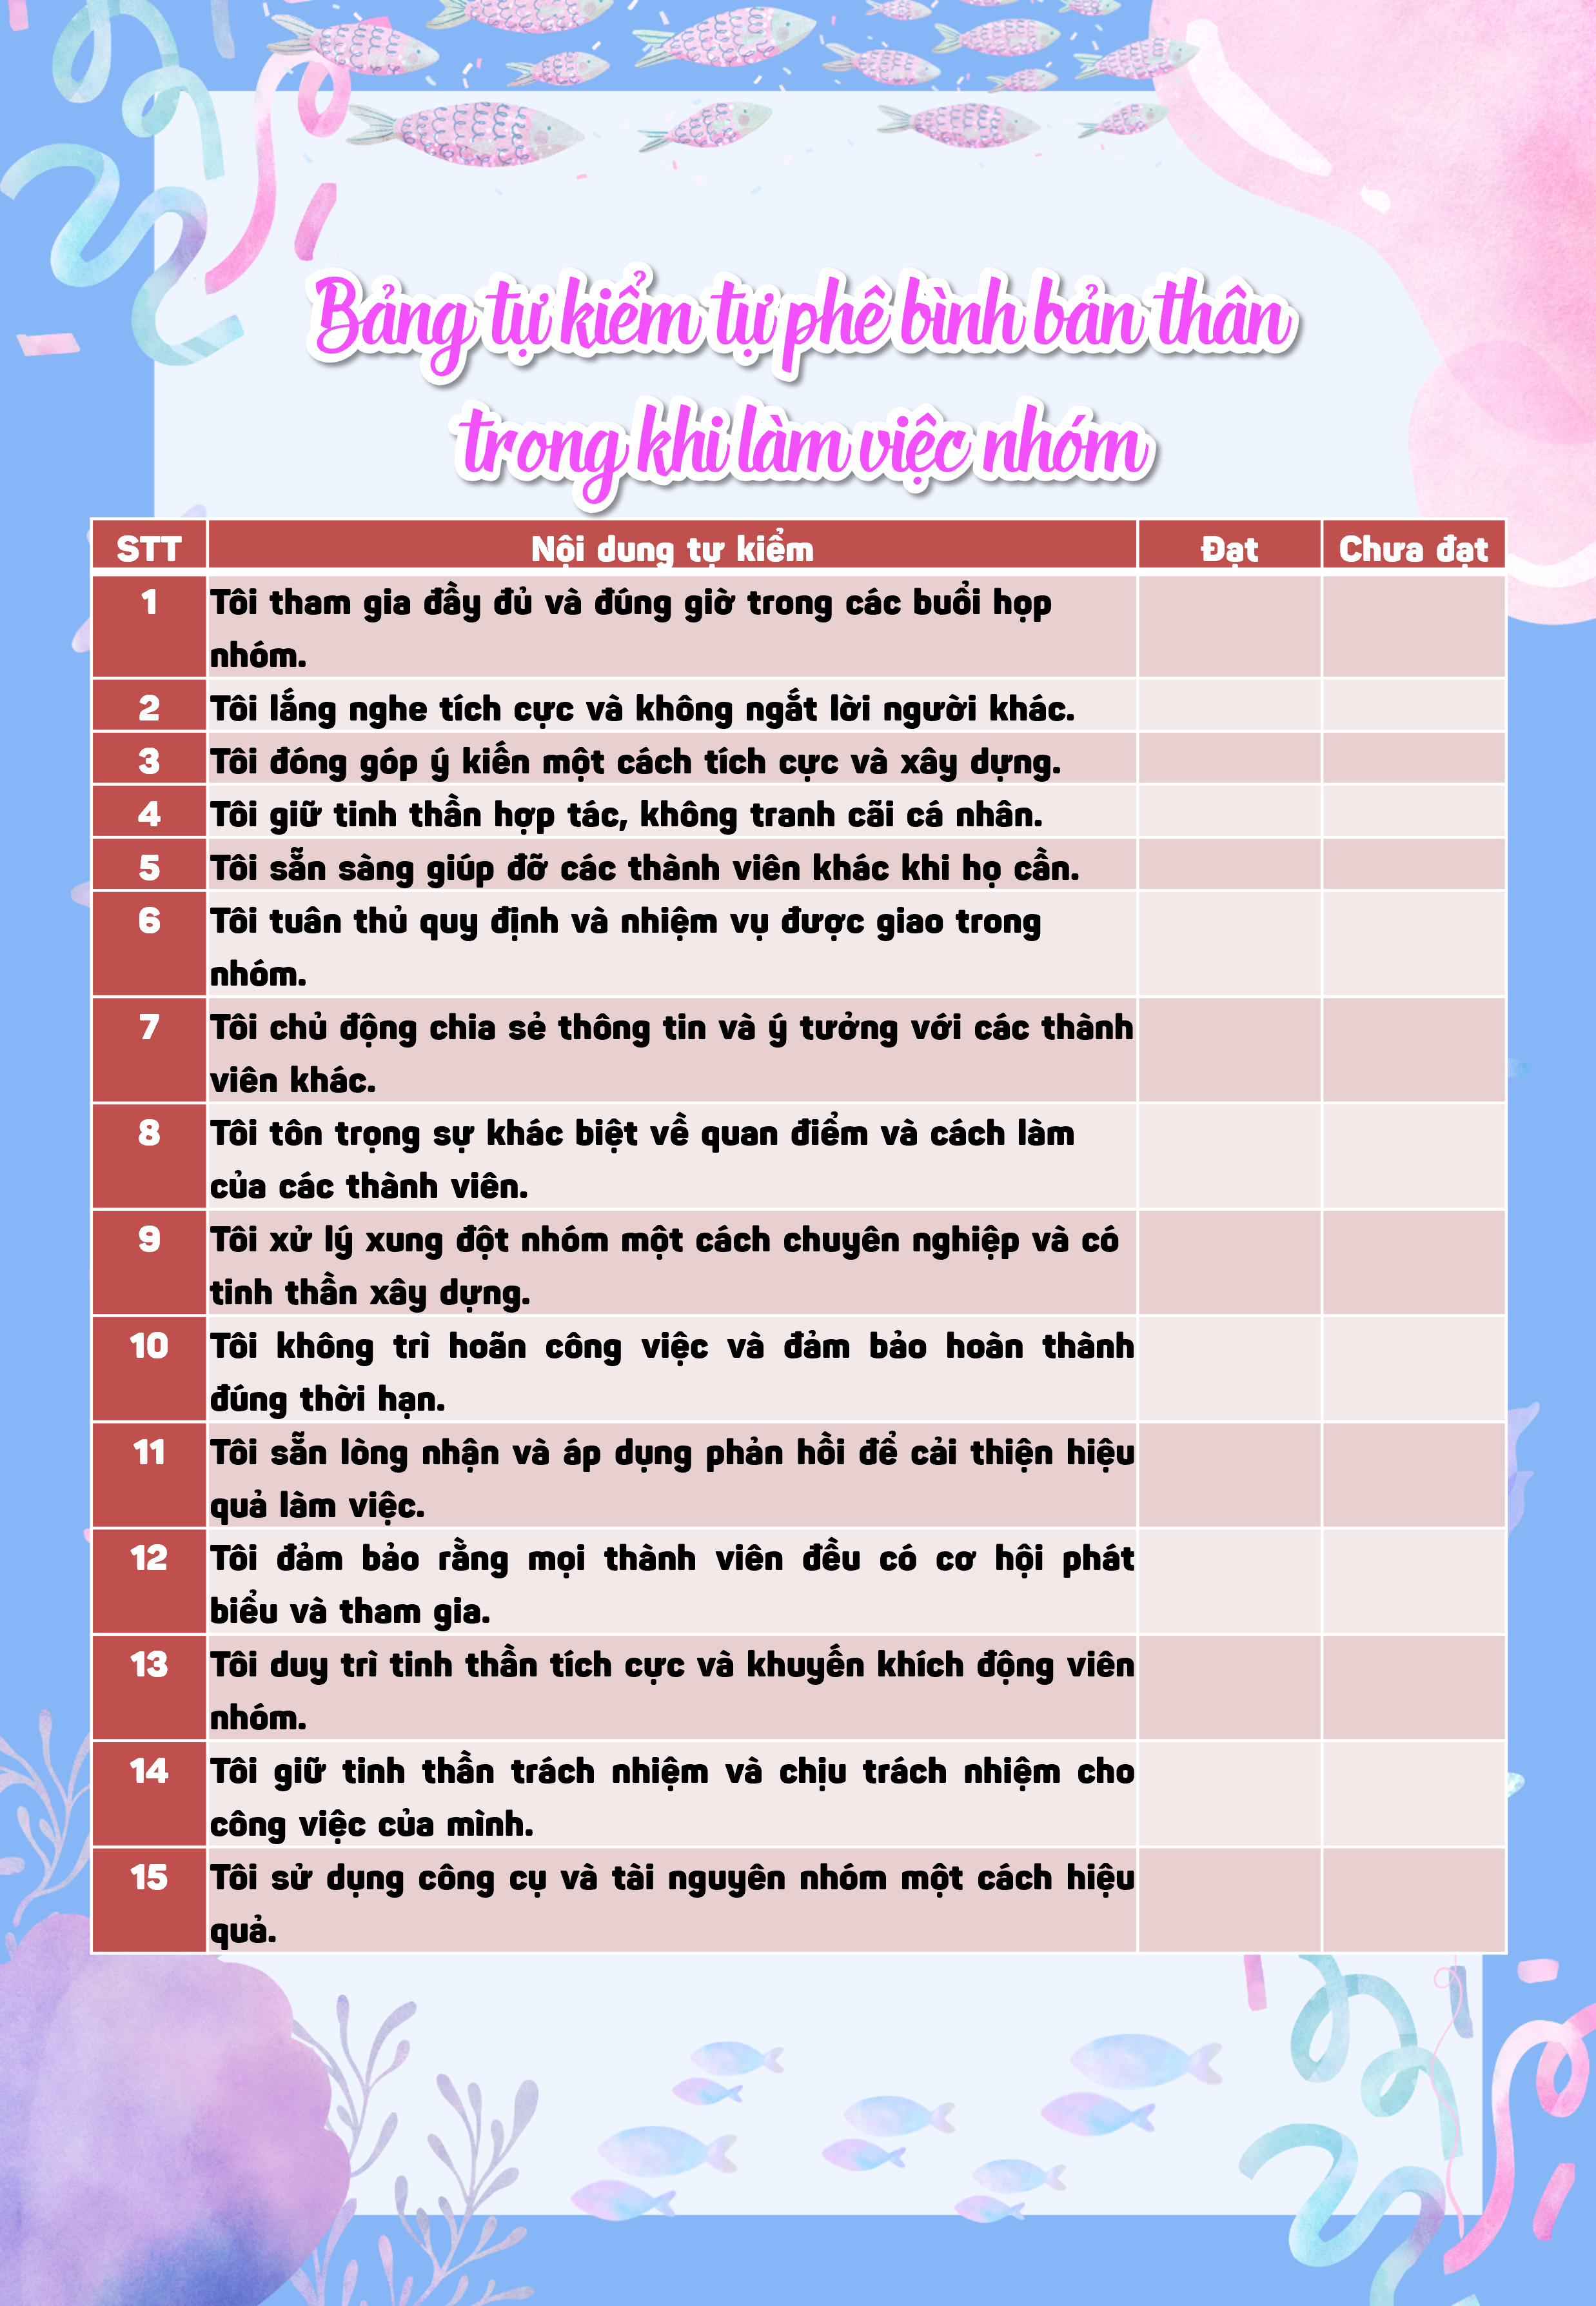 Bảng tự kiểm tự phê bình bản thân
trong khi làm việc nhóm
STT Nội dung tự kiểm Đạt Chưa đạt
1 Tôi tham gia đầy đủ và đúng giờ trong các buổi họp
nhóm.
2 Tôi lắng nghe tích cực và không ngắt lời người khác.
3 Tôi đóng góp ý kiến một cách tích cực và xây dựng.
4 Tôi giữ tinh thần hợp tác, không tranh cãi cá nhân.
5 Tôi sẵn sàng giúp đỡ các thành viên khác khi họ cần.
6 Tôi tuân thủ quy định và nhiệm vụ được giao trong
nhóm.
7 Tôi chủ động chia sẻ thông tin và ý tưởng với các thành
viên khác.
8 Tôi tôn trọng sự khác biệt về quan điểm và cách làm
của các thành viên.
9 Tôi xử lý xung đột nhóm một cách chuyên nghiệp và có
tinh thần xây dựng.
10 Tôi không trì hoãn công việc và đảm bảo hoàn thành
đúng thời hạn.
11 Tôi sẵn lòng nhận và áp dụng phản hồi để cải thiện hiệu
quả làm việc.
12 Tôi đảm bảo rằng mọi thành viên đều có cơ hội phát
biểu và tham gia.
13 Tôi duy trì tinh thần tích cực và khuyến khích động viên
nhóm.
14 Tôi giữ tinh thần trách nhiệm và chịu trách nhiệm cho
công việc của mình.
15 Tôi sử dụng công cụ và tài nguyên nhóm một cách hiệu
quả.